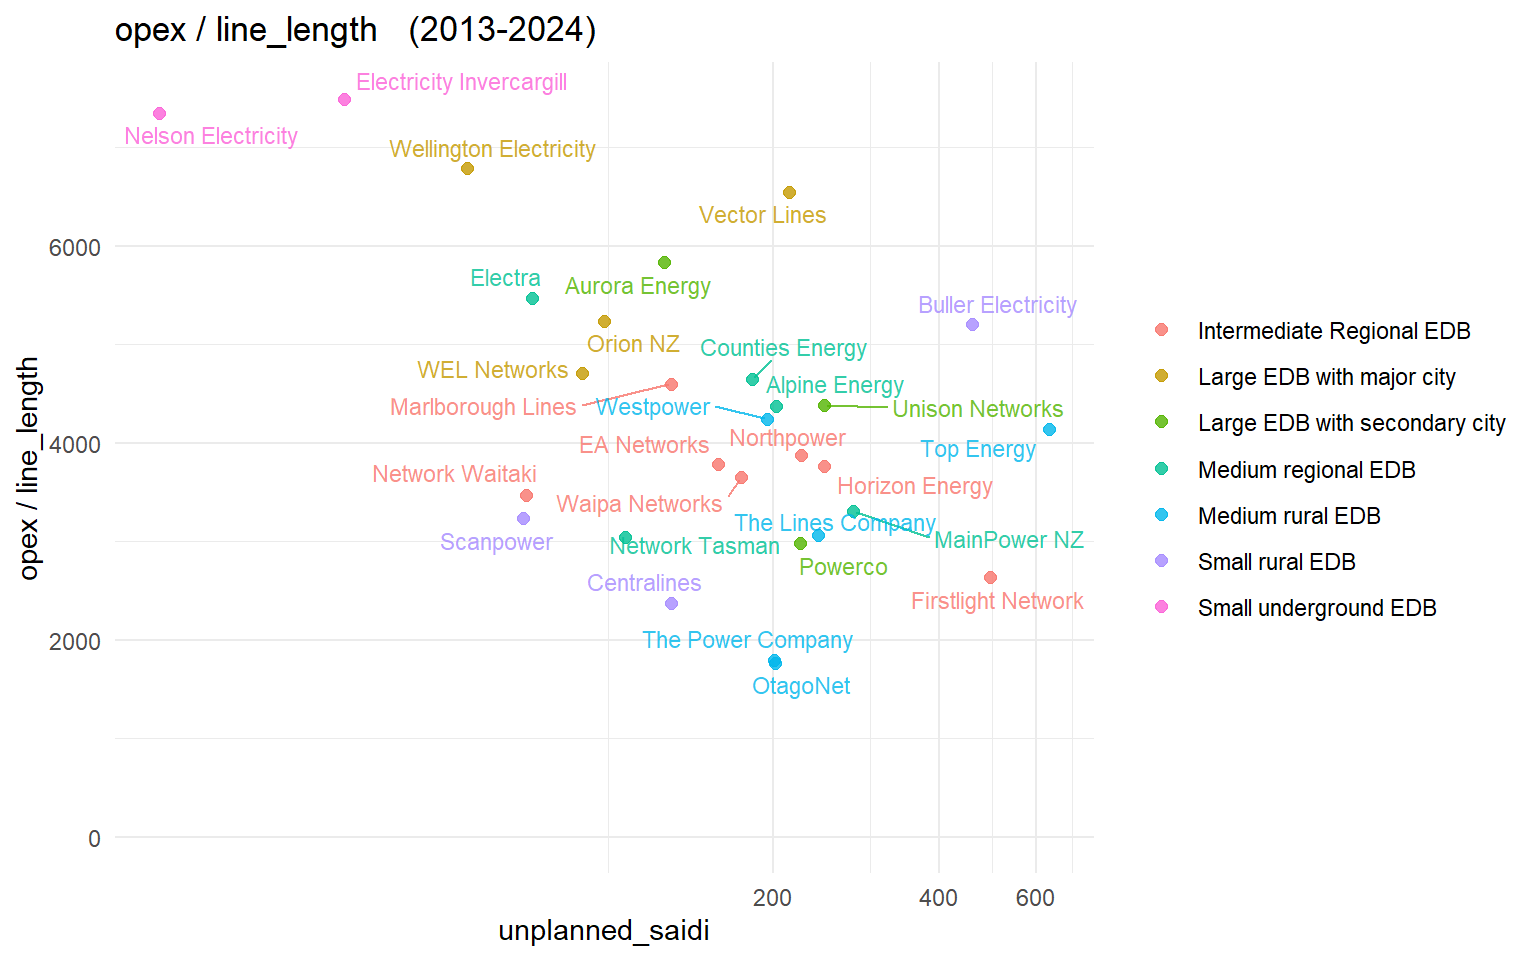 opex / line_length (2013-2024)
Electricity Invercargill
Nelson Electricity
Wellington Electricity
Vector Lines
6000
Electra
Aurora Energy
Buller Electricity
Orion NZ
Counties Energy
WEL Networks
Alpine Energy
Marlborough Lines
Westpower
Unison Networks
4000
EA Networks
Northpower
Top Energy
Network Waitaki
Horizon Energy
Waipa Networks
The Lines Company
Scanpower
Network Tasman
MainPower NZ
Powerco
Centralines
Firstlight Network
2000
The Power Company
OtagoNet
0
200
400
600
unplanned_saidi
opex / line_length
Intermediate Regional EDB
Large EDB with major city
Large EDB with secondary city
Medium regional EDB
Medium rural EDB
Small rural EDB
Small underground EDB